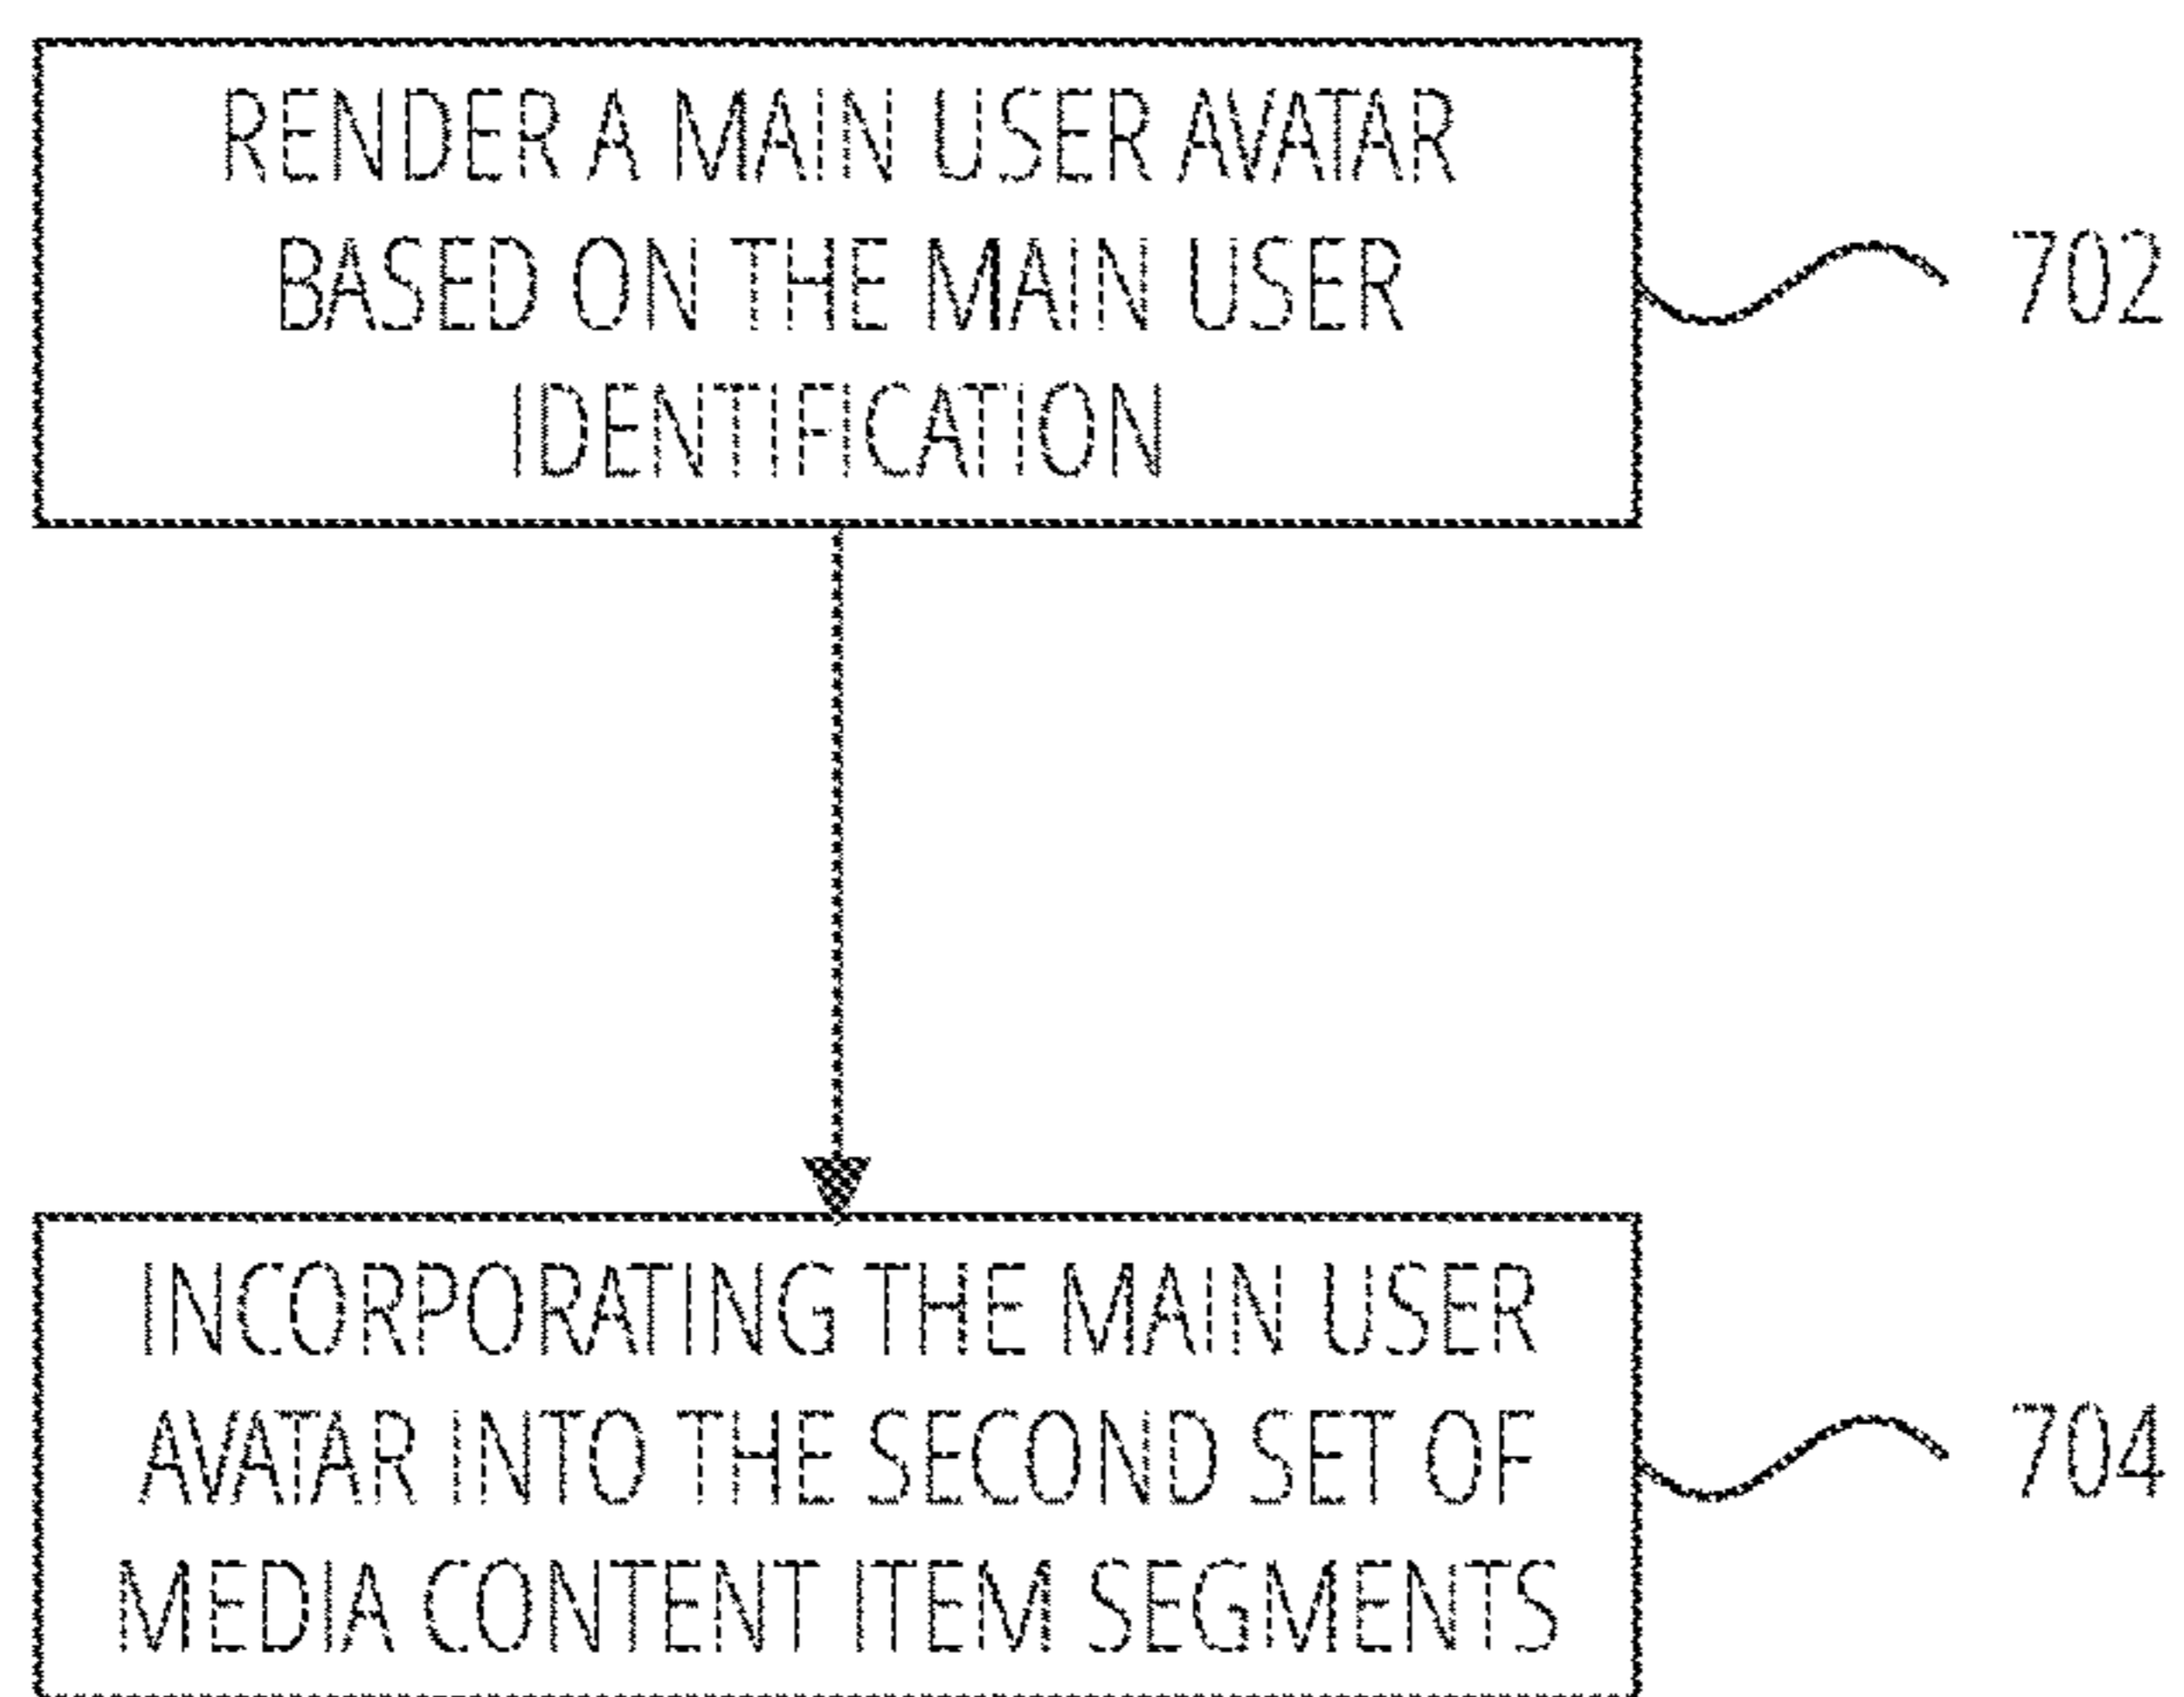 RENDER A MAIN USER AVATAR
BASED ON THE MAIN USER
IDENTIFICATION
702
INCORPORATING THE MAIN USER
AVATAR INTO THE SECOND SET OF
MEDIA CONTENT ITEM SEGMENTS
704